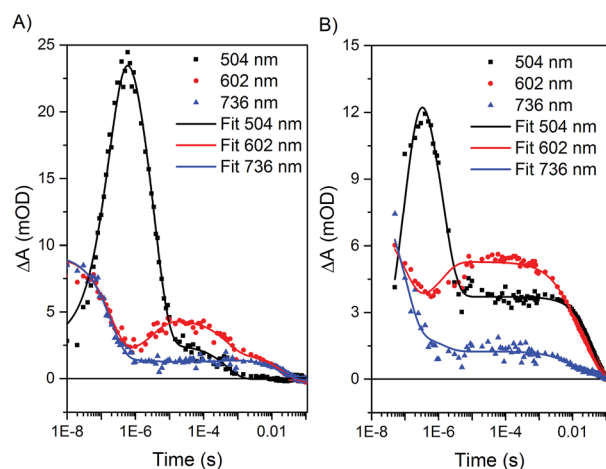 A)
25
20
15
10
5
0
ΔA (mOD)
504 nm
602 nm
736 nm
Fit 504 nm
Fit 602 nm
Fit 736 nm
1E-8 1E-6 1E-4 0.01
Time (s)
B)
15
12
9
6
3
0
ΔA (mOD)
504 nm
602 nm
736 nm
Fit 504 nm
Fit 602 nm
Fit 736 nm
1E-8 1E-6 1E-4 0.01
Time (s)